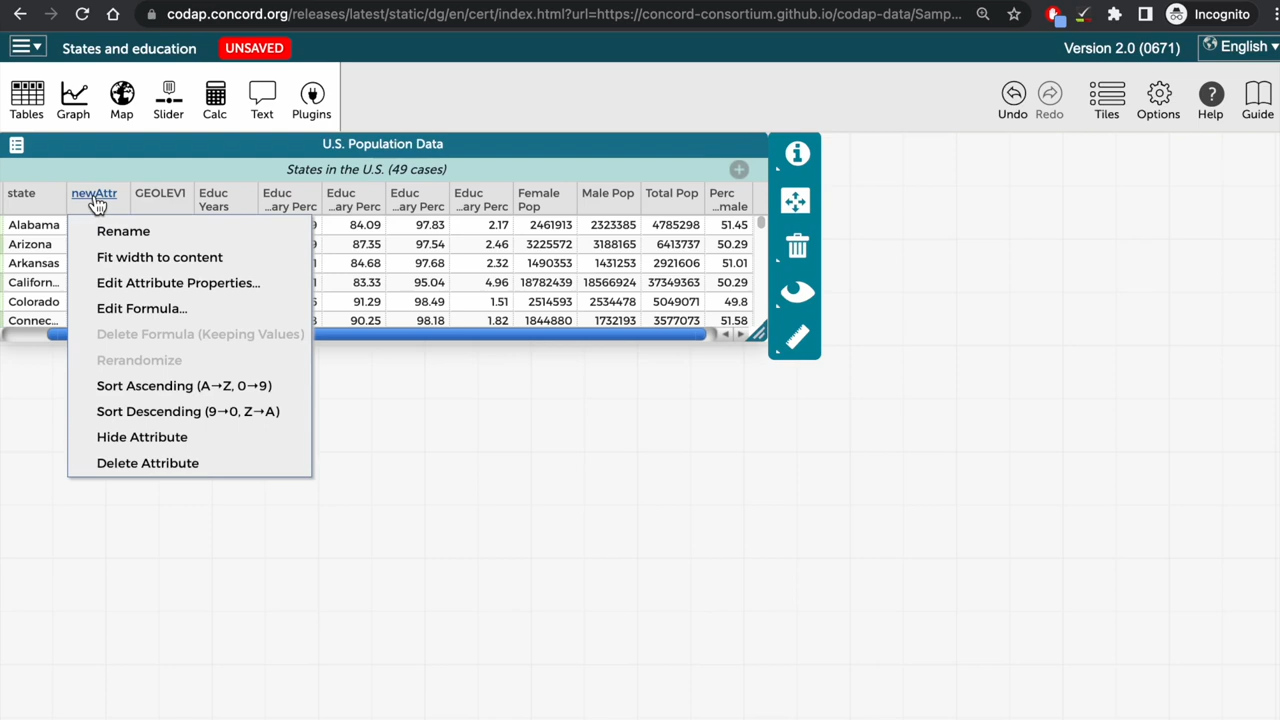 codap.concord.org/releases/latest/static/dg/en/cert/index.html?url=https://concord-consortium.github.io/codap-data/Samp...
Incognito
States and education
UNSAVED
Version 2.0 (0671)
English
Tables
Graph
Map
Slider
Calc
Text
Plugins
Undo
Redo
Tiles
Options
Help
Guide
U.S. Population Data
States in the U.S. (49 cases)
state newAttr GEOLEV1 Educ Years Educ ...ary Perc Educ ...ary Perc Educ ...ary Perc Educ ...ary Perc Female Pop Male Pop Total Pop Perc ...male
Alabama 9 84.09 97.83 2.17 2461913 2323385 4785298 51.45
Arizona 9 87.35 97.54 2.46 3225572 3188165 6413737 50.29
Arkansas 84.68 97.68 2.32 1490353 1431253 2921606 51.01
Californ... 83.33 95.04 4.96 18782439 18566924 37349363 50.29
Colorado 91.29 98.49 1.51 2514593 2534478 5049071 49.8
Connec... 90.25 98.18 1.82 1844880 1732193 3577073 51.58
Rename
Fit width to content
Edit Attribute Properties...
Edit Formula...
Delete Formula (Keeping Values)
Rerandomize
Sort Ascending (A→Z, 0→9)
Sort Descending (9→0, Z→A)
Hide Attribute
Delete Attribute